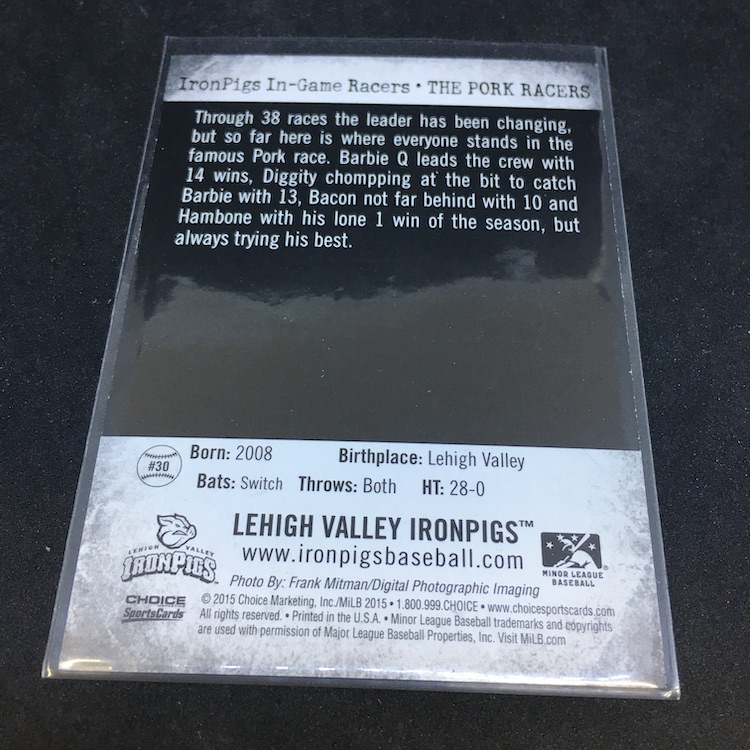 IronPigs In-Game Racers • THE PORK RACERS
Through 38 races the leader has been changing,
but so far here is where everyone stands in the
famous Pork race. Barbie Q leads the crew with
14 wins, Diggity chompping at the bit to catch
Barbie with 13, Bacon not far behind with 10 and
Hambone with his lone 1 win of the season, but
always trying his best.
#30
Born: 2008 Birthplace: Lehigh Valley
Bats: Switch Throws: Both HT: 28-0
LEHIGH VALLEY
IRONPIGS
LEHIGH VALLEY IRONPIGS™
www.ironpigsbaseball.com
MINOR LEAGUE
BASEBALL
Photo By: Frank Mitman/Digital Photographic Imaging
CHOICE
SportsCards
© 2015 Choice Marketing, Inc./MiLB 2015 • 1.800.999.CHOICE • www.choicesportscards.com
All rights reserved. • Printed in the U.S.A. • Minor League Baseball trademarks and copyrights
are used with permission of Major League Baseball Properties, Inc. Visit MiLB.com